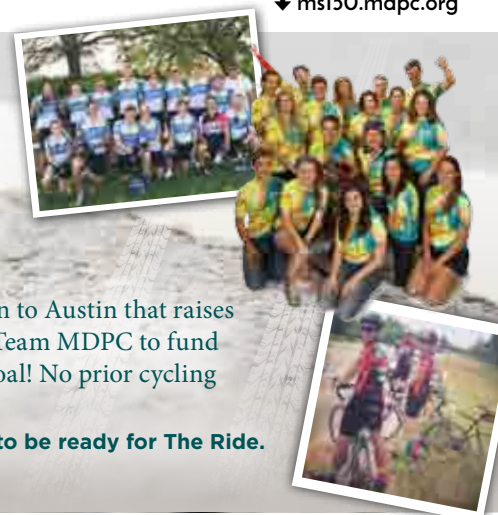 ms150.mdpc.org
n to Austin that raises
Team MDPC to fund
oal! No prior cycling
to be ready for The Ride.